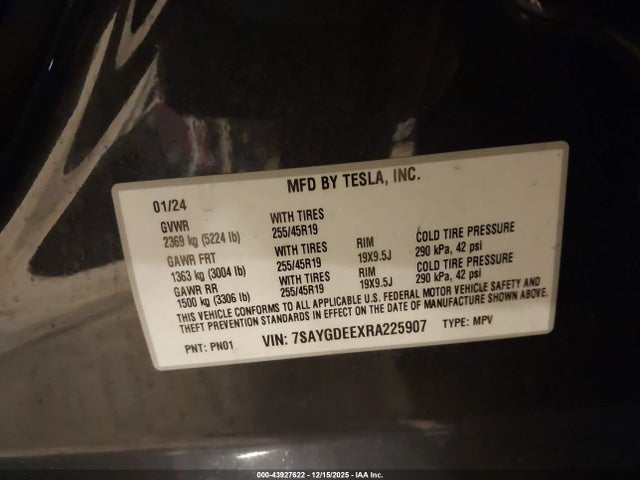 MFD BY TESLA, INC.
01/24
GVWR
2369 kg (5224 lb)
WITH TIRES
255/45R19
GAWR FRT
1363 kg (3004 lb)
WITH TIRES
255/45R19
RIM
19X9.5J
COLD TIRE PRESSURE
290 kPa, 42 psi
GAWR RR
1500 kg (3306 lb)
WITH TIRES
255/45R19
RIM
19X9.5J
COLD TIRE PRESSURE
290 kPa, 42 psi
THIS VEHICLE CONFORMS TO ALL APPLICABLE U.S. FEDERAL MOTOR VEHICLE SAFETY AND
THEFT PREVENTION STANDARDS IN EFFECT ON THE DATE OF MANUFACTURE SHOWN ABOVE.
PNT: PN01
VIN: 7SAYGDEEXRA225907
TYPE: MPV
000-43927622 - 12/15/2025 - IAA Inc.